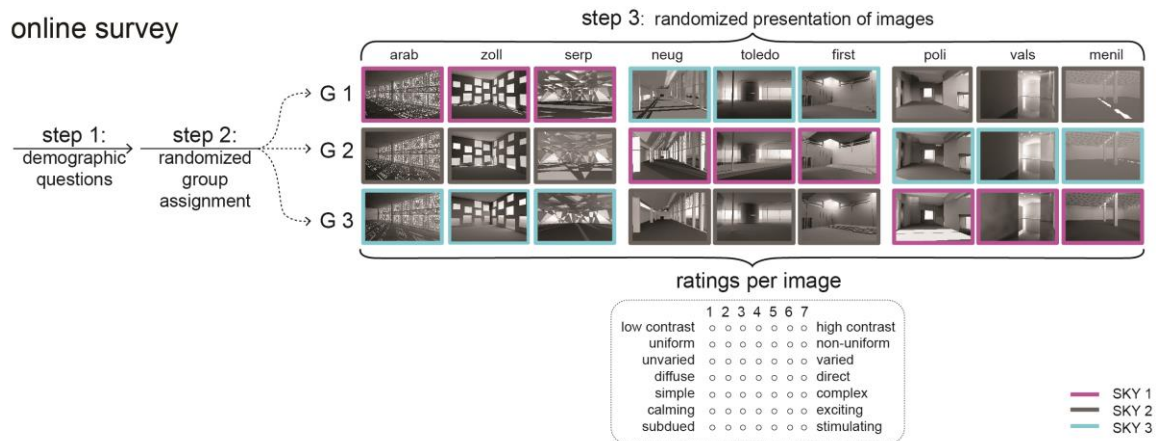 online survey
step 1:
demographic
questions
step 2:
randomized
group
assignment
step 3: randomized presentation of images
arab zoll serp neug toledo first poli vals menil
G 1
G 2
G 3
ratings per image
1 2 3 4 5 6 7
low contrast high contrast
uniform non-uniform
unvaried varied
diffuse direct
simple complex
calming exciting
subdued stimulating
SKY 1
SKY 2
SKY 3